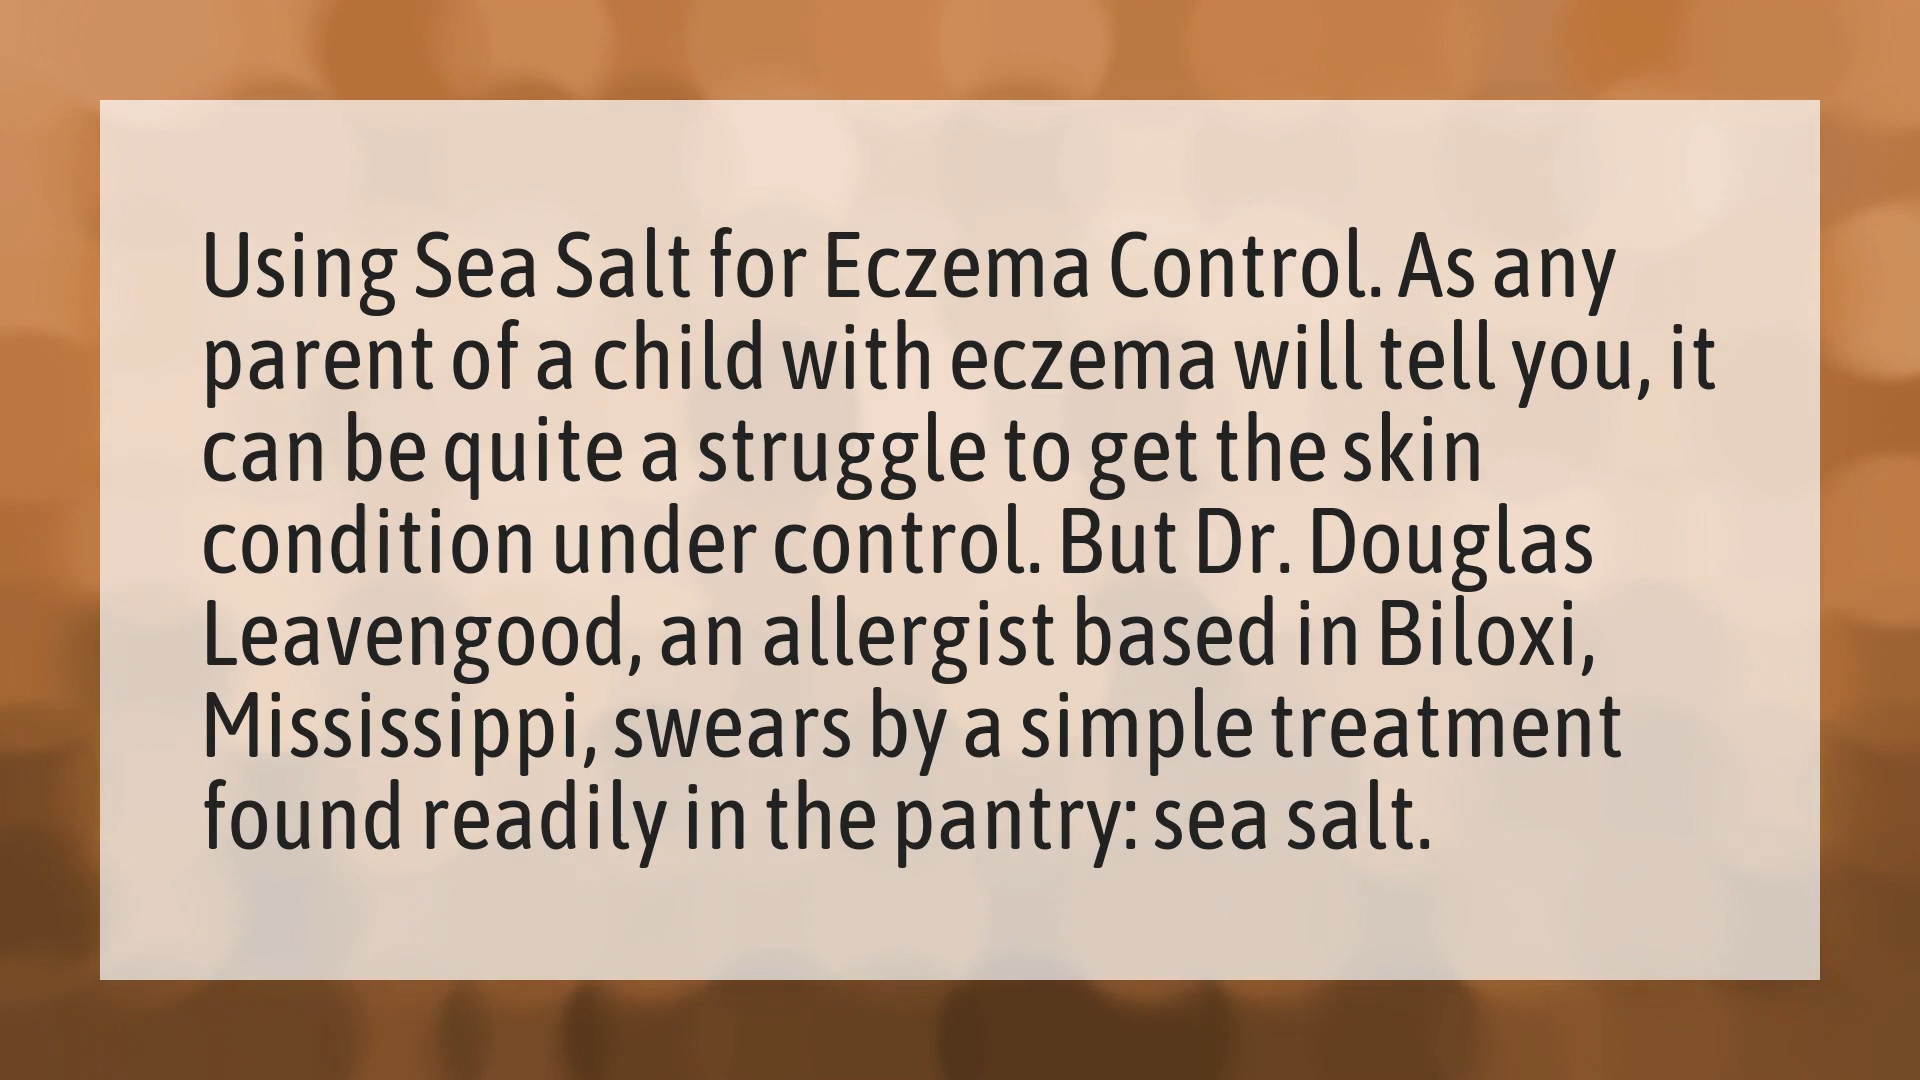 Using Sea Salt for Eczema Control. As any
parent of a child with eczema will tell you, it
can be quite a struggle to get the skin
condition under control. But Dr. Douglas
Leavengood, an allergist based in Biloxi,
Mississippi, swears by a simple treatment
found readily in the pantry: sea salt.